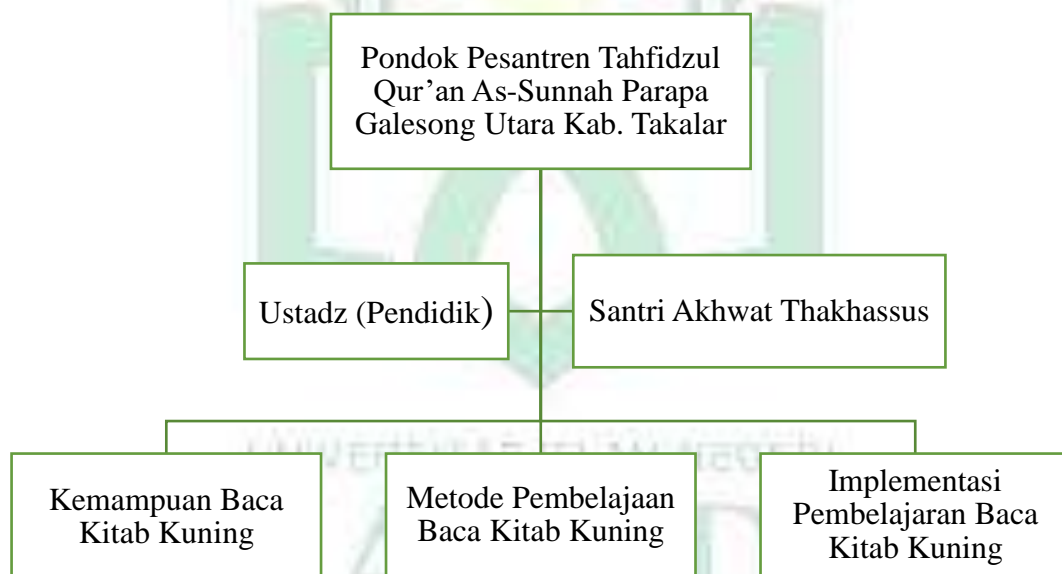 Pondok Pesantren Tahfidzul
Qur’an As-Sunnah Parapa
Galesong Utara Kab. Takalar
Ustadz (Pendidik)
Santri Akhwat Thakhassus
Kemampuan Baca
Kitab Kuning
Metode Pembelajaan
Baca Kitab Kuning
Implementasi
Pembelajaran Baca
Kitab Kuning